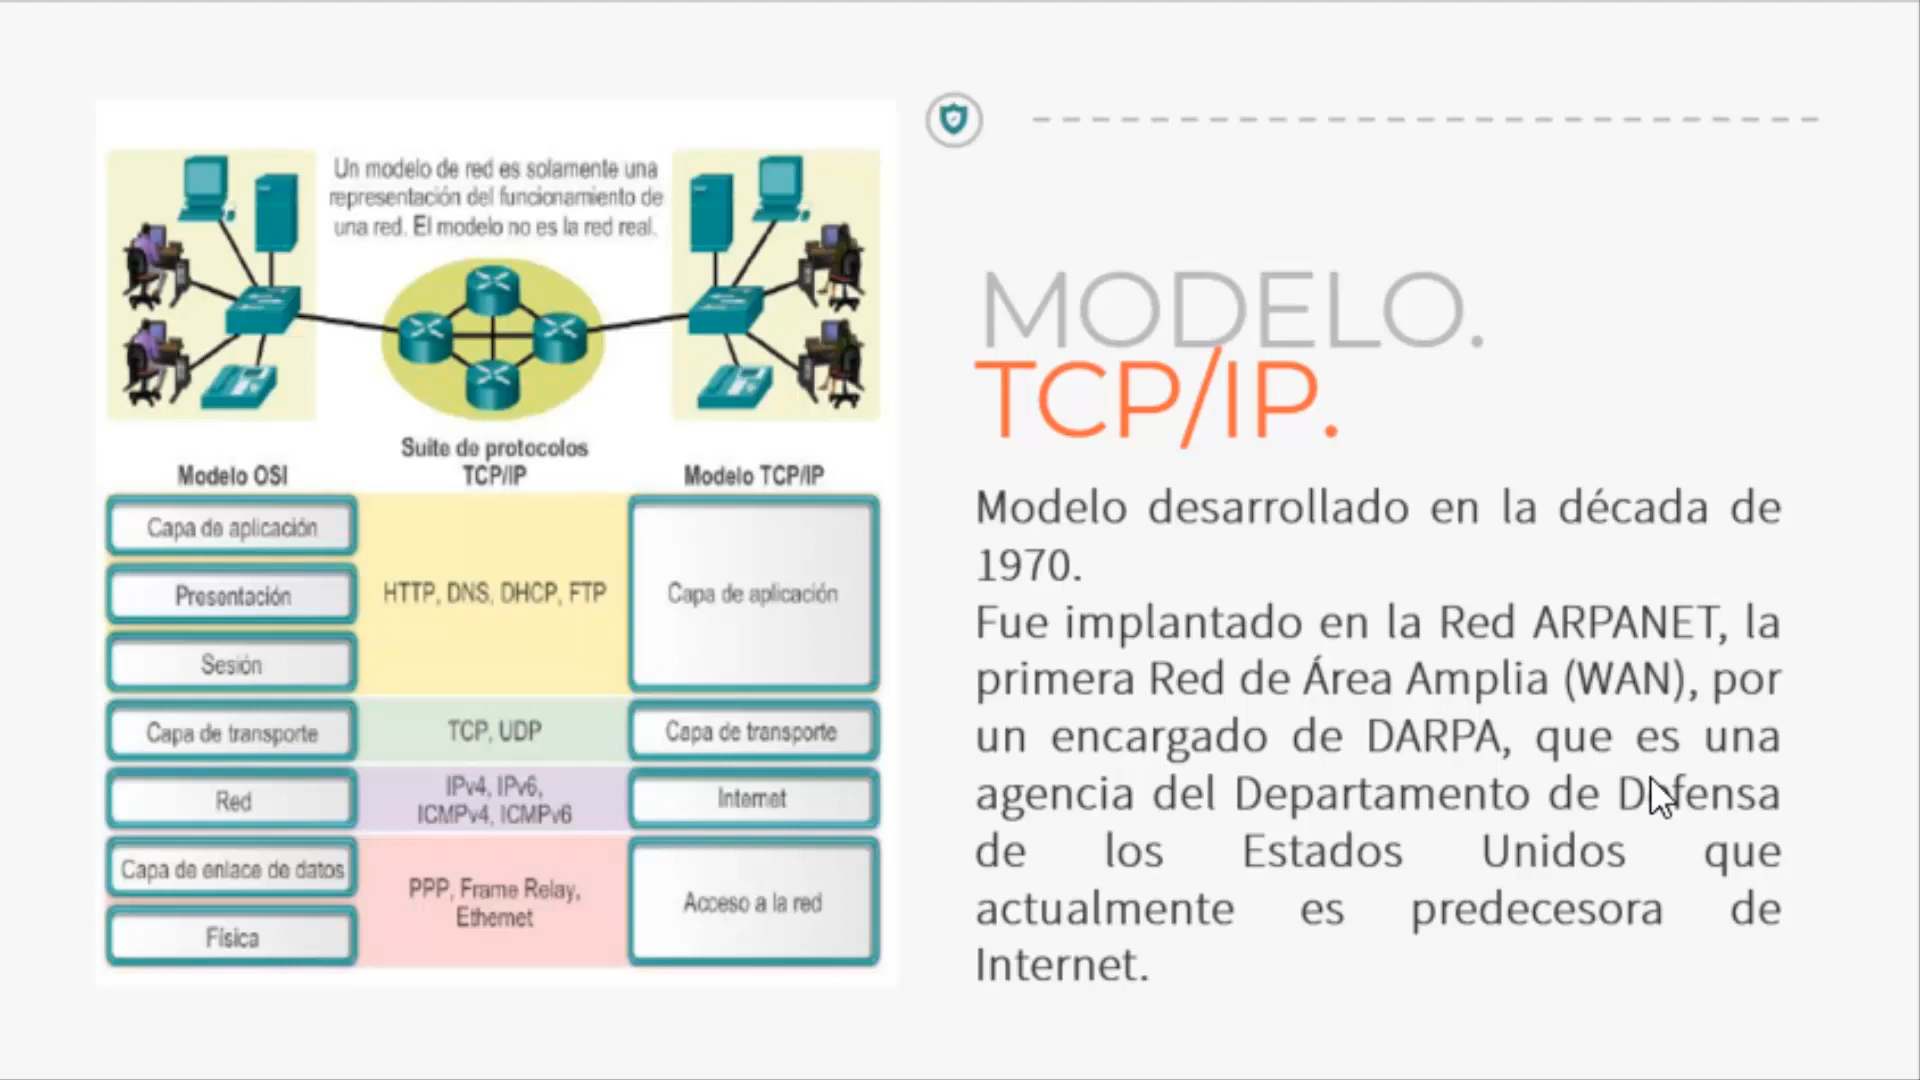 Un modelo de red es solamente una
representación del funcionamiento de
una red. El modelo no es la red real.
Modelo OSI
Suite de protocolos
TCP/IP
Modelo TCP/IP
Capa de aplicación
Presentación
Sesión
HTTP, DNS, DHCP, FTP
Capa de aplicación
Capa de transporte
TCP, UDP
Capa de transporte
Red
IPv4, IPv6,
ICMPv4, ICMPv6
Internet
Capa de enlace de datos
Física
PPP, Frame Relay,
Ethernet
Acceso a la red
MODELO.
TCP/IP.
Modelo desarrollado en la década de
1970.
Fue implantado en la Red ARPANET, la
primera Red de Área Amplia (WAN), por
un encargado de DARPA, que es una
agencia del Departamento de Defensa
de los Estados Unidos que
actualmente es predecesora de
Internet.